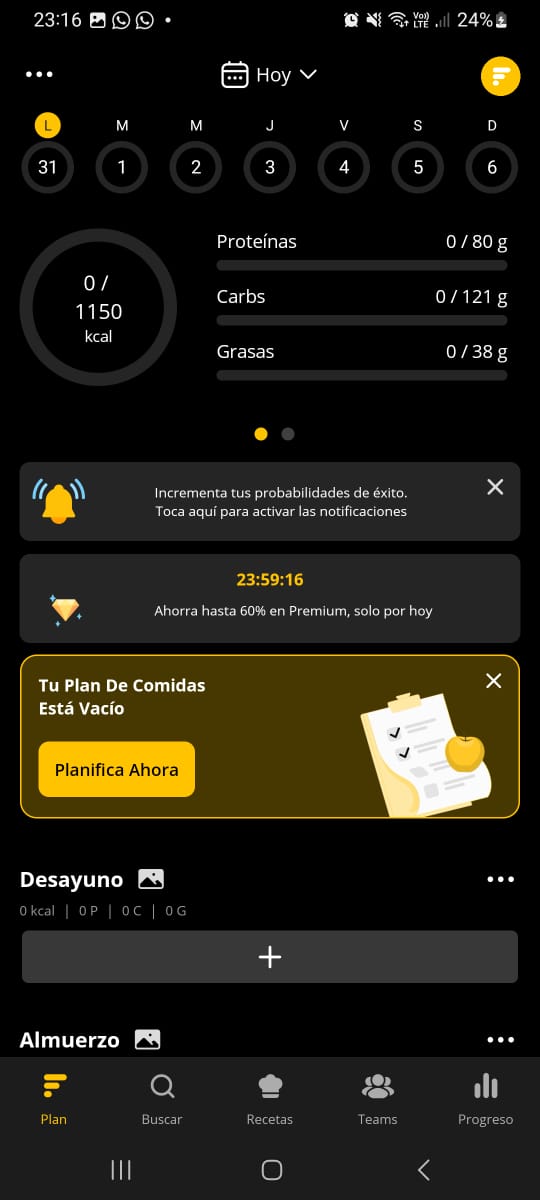 23:16
Vo))
LTE
24%
Hoy
L M M J V S D
31 1 2 3 4 5 6
0 /
1150
kcal
Proteínas 0 / 80 g
Carbs 0 / 121 g
Grasas 0 / 38 g
Incrementa tus probabilidades de éxito.
Toca aquí para activar las notificaciones
23:59:16
Ahorra hasta 60% en Premium, solo por hoy
Tu Plan De Comidas
Está Vacío
Planifica Ahora
Desayuno
0 kcal | 0 P | 0 C | 0 G
Almuerzo
Plan Buscar Recetas Teams Progreso